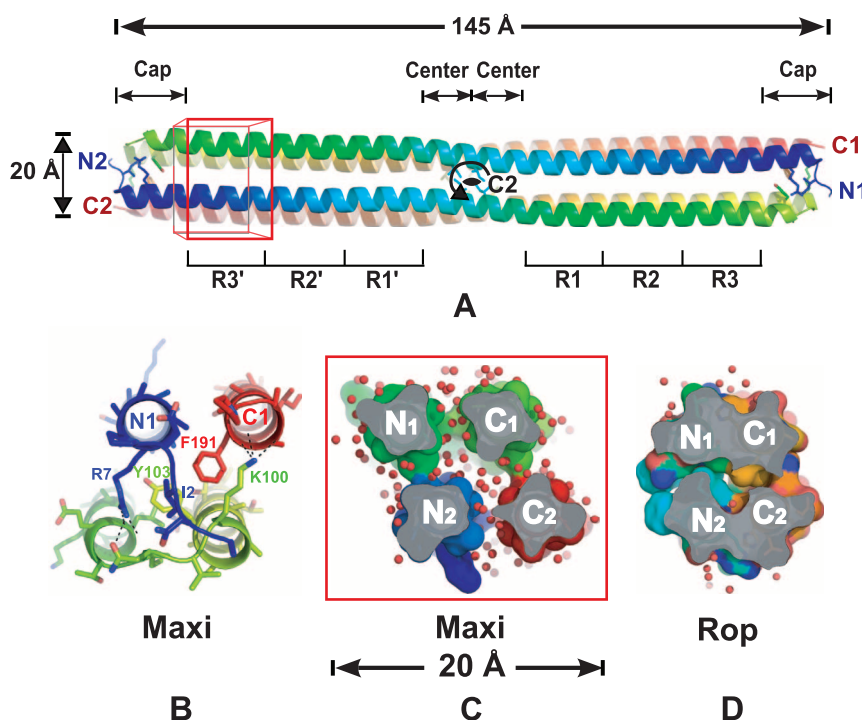 145 Å
Cap
Center
Center
Cap
N2
20 Å
C2
C2
C1
N1
R3'
R2'
R1'
R1
R2
R3
A
N1
C1
F191
R7
Y103
I2
K100
N1
C1
N2
C2
N1
C1
N2
C2
Maxi
Maxi
Rop
20 Å
B
C
D